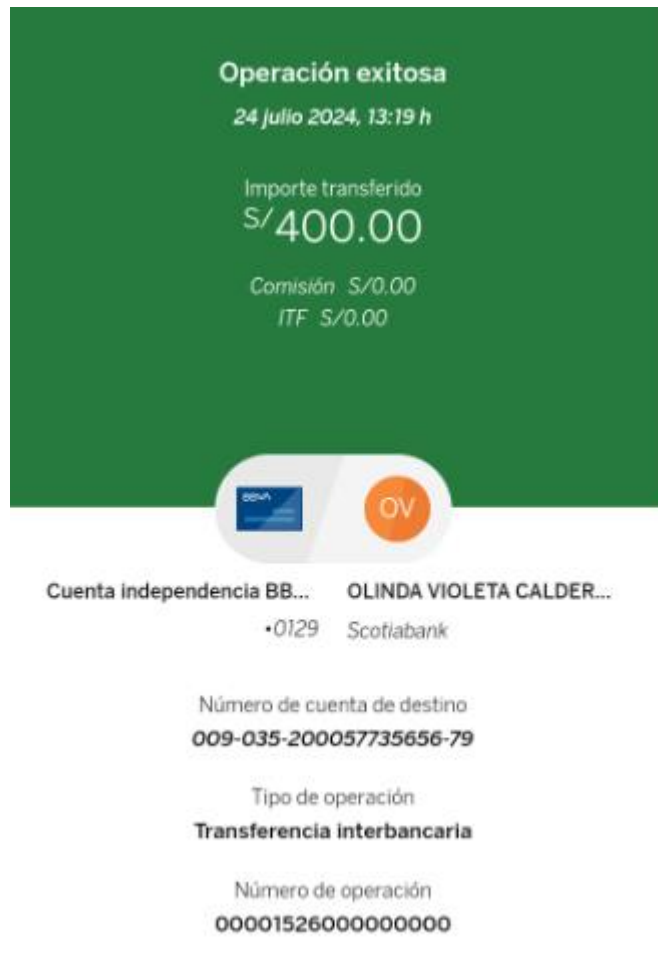 Operación exitosa
24 julio 2024, 13:19 h
Importe transferido
S/400.00
Comisión S/0.00
ITF S/0.00
BBVA
OV
Cuenta independencia BB... OLINDA VIOLETA CALDER...
•0129 Scotiabank
Número de cuenta de destino
009-035-200057735656-79
Tipo de operación
Transferencia interbancaria
Número de operación
00001526000000000